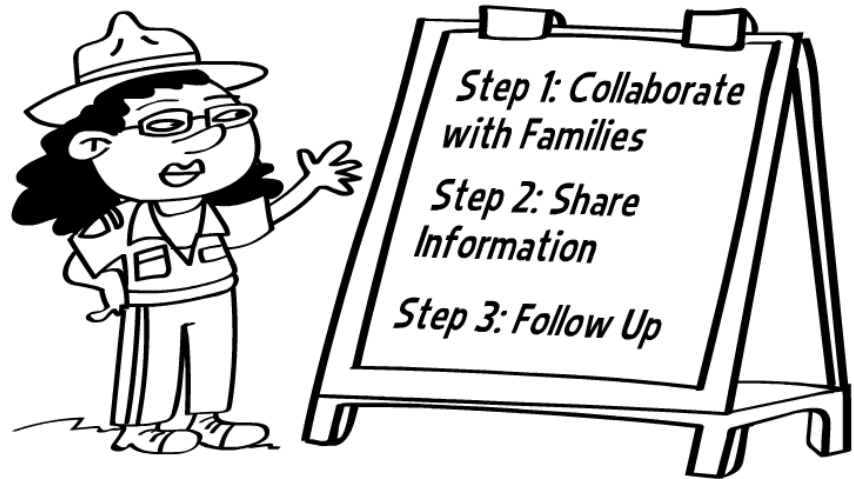 Step 1: Collaborate
with Families
Step 2: Share
Information
Step 3: Follow Up